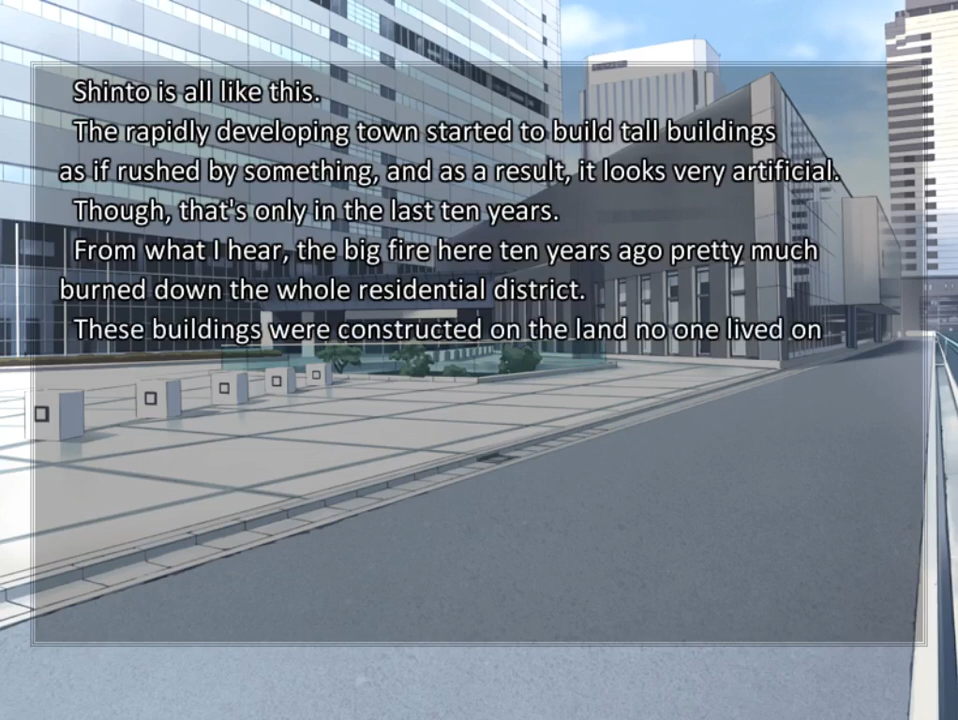 Shinto is all like this.
The rapidly developing town started to build tall buildings
as if rushed by something, and as a result, it looks very artificial.
Though, that's only in the last ten years.
From what I hear, the big fire here ten years ago pretty much
burned down the whole residential district.
These buildings were constructed on the land no one lived on